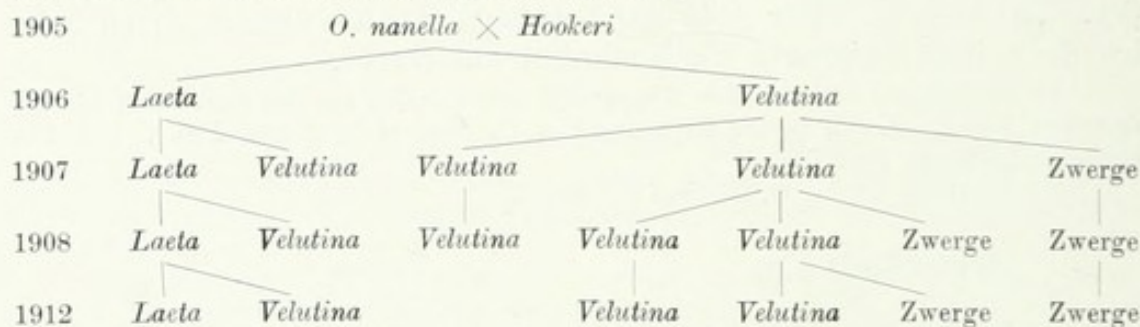 1905 O. nanella × Hookeri
1906 Laeta Velutina
1907 Laeta Velutina Velutina Velutina Zwerge
1908 Laeta Velutina Velutina Velutina Velutina Zwerge Zwerge
1912 Laeta Velutina Velutina Velutina Zwerge Zwerge